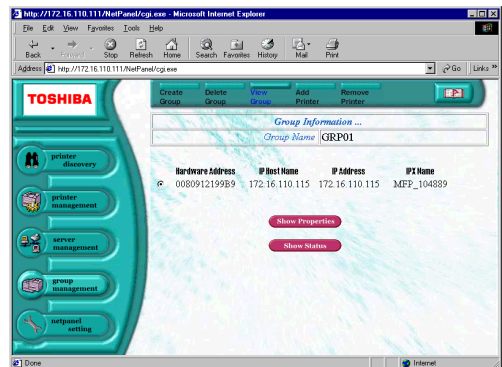 http://172.16.110.111/NetPanel/cgi.exe - Microsoft Internet Explorer
File Edit View Favorites Tools Help
Back Forward Stop Refresh Home Search Favorites History Mail Print
Address http://172.16.110.111/NetPanel/cgi.exe Go Links »
TOSHIBA
Create Group
Delete Group
View Group
Add Printer
Remove Printer
Group Information ...
Group Name GRP01
Hardware Address IP Host Name IP Address IPX Name
0080912199B9 172.16.110.115 172.16.110.115 MFP_104889
Show Properties
Show Status
printer discovery
printer management
server management
group management
netpanel setting
Done Internet